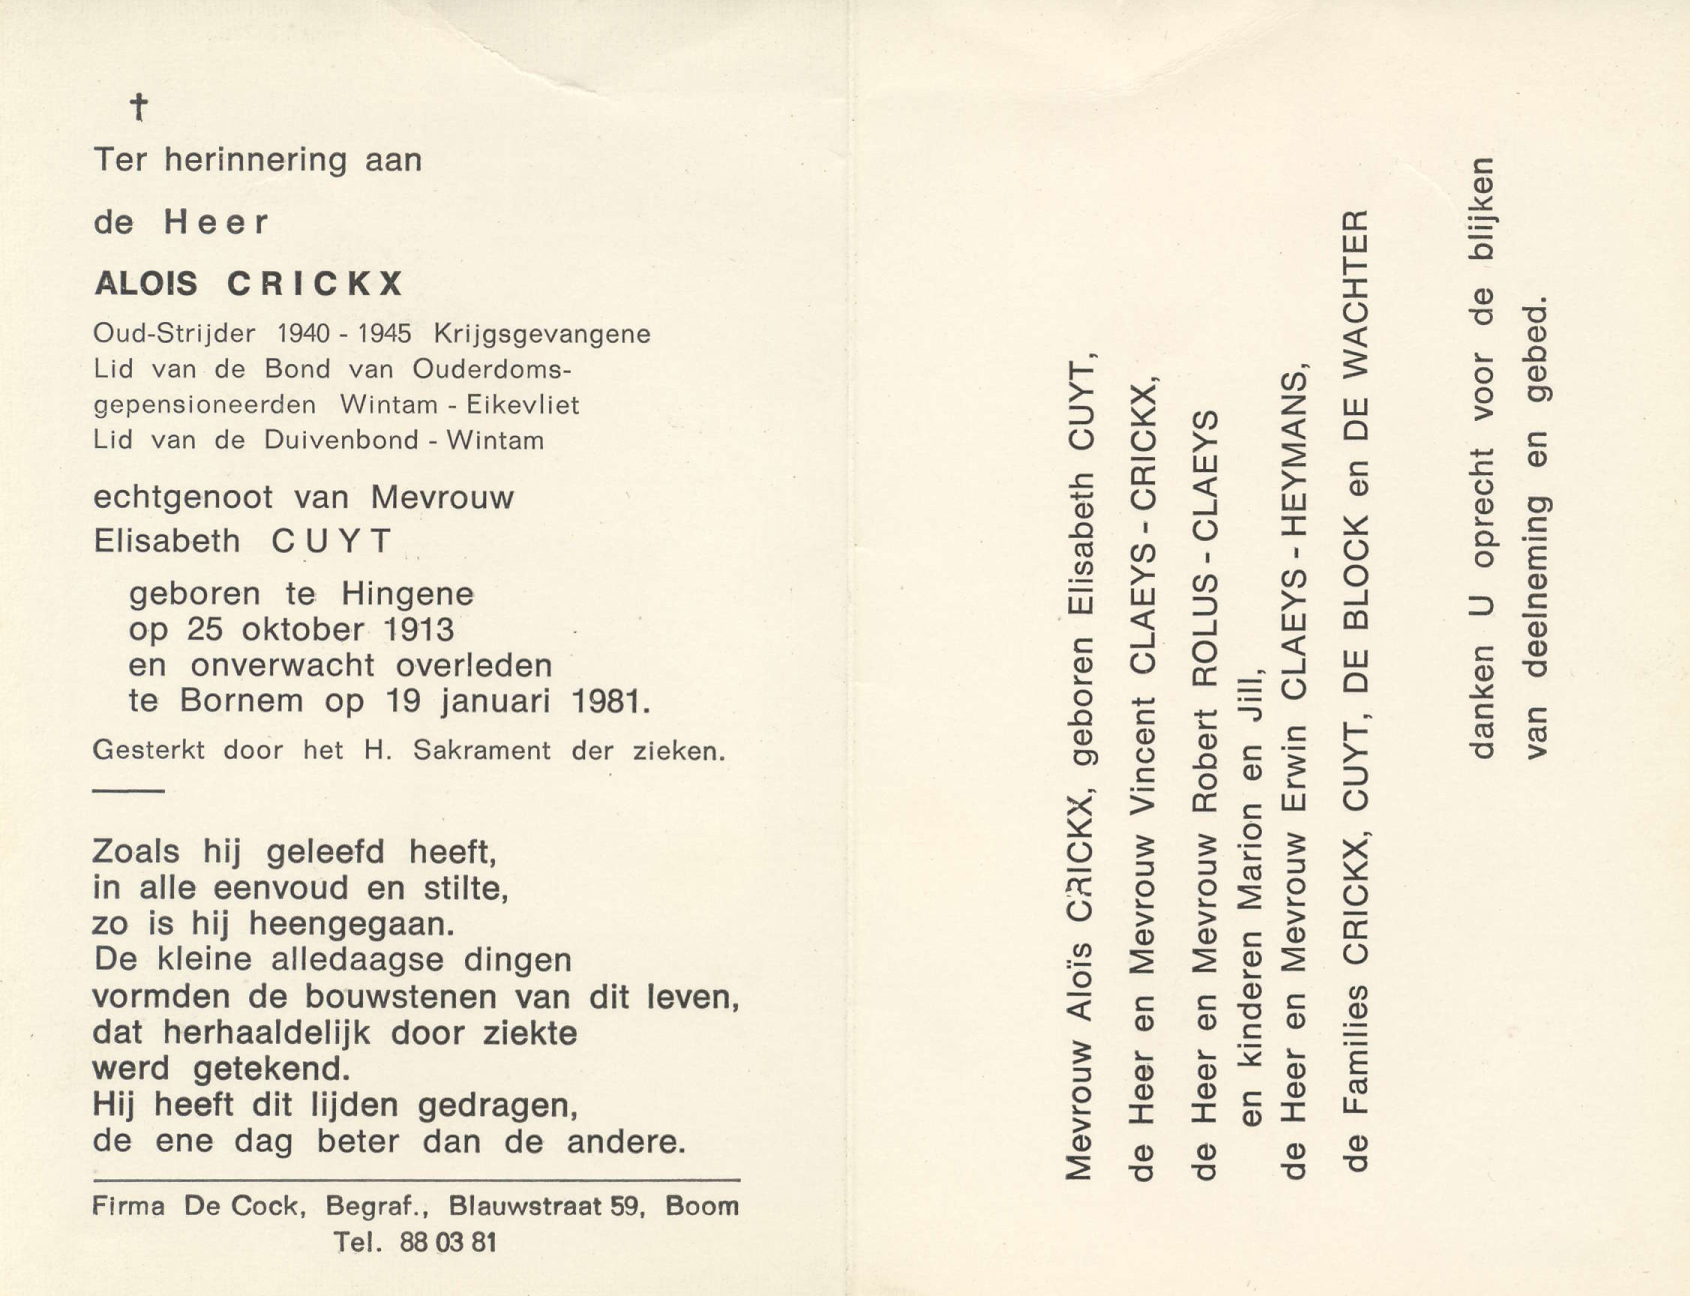 †
Ter herinnering aan
de Heer
ALOIS CRICKX
Oud-Strijder 1940 - 1945 Krijgsgevangene
Lid van de Bond van Ouderdoms-
gepensioneerden Wintam - Eikevliet
Lid van de Duivenbond - Wintam
echtgenoot van Mevrouw
Elisabeth CUYT
geboren te Hingene
op 25 oktober 1913
en onverwacht overleden
te Bornem op 19 januari 1981.
Gesterkt door het H. Sakrament der zieken.
Zoals hij geleefd heeft,
in alle eenvoud en stilte,
zo is hij heengegaan.
De kleine alledaagse dingen
vormden de bouwstenen van dit leven,
dat herhaaldelijk door ziekte
werd getekend.
Hij heeft dit lijden gedragen,
de ene dag beter dan de andere.
Firma De Cock, Begraf., Blauwstraat 59, Boom
Tel. 88 03 81
Mevrouw Aloïs CRICKX, geboren Elisabeth CUYT,
de Heer en Mevrouw Vincent CLAEYS - CRICKX,
de Heer en Mevrouw Robert ROLUS - CLAEYS
en kinderen Marion en Jill,
de Heer en Mevrouw Erwin CLAEYS - HEYMANS,
de Families CRICKX, CUYT, DE BLOCK en DE WACHTER
danken U oprecht voor de blijken
van deelneming en gebed.